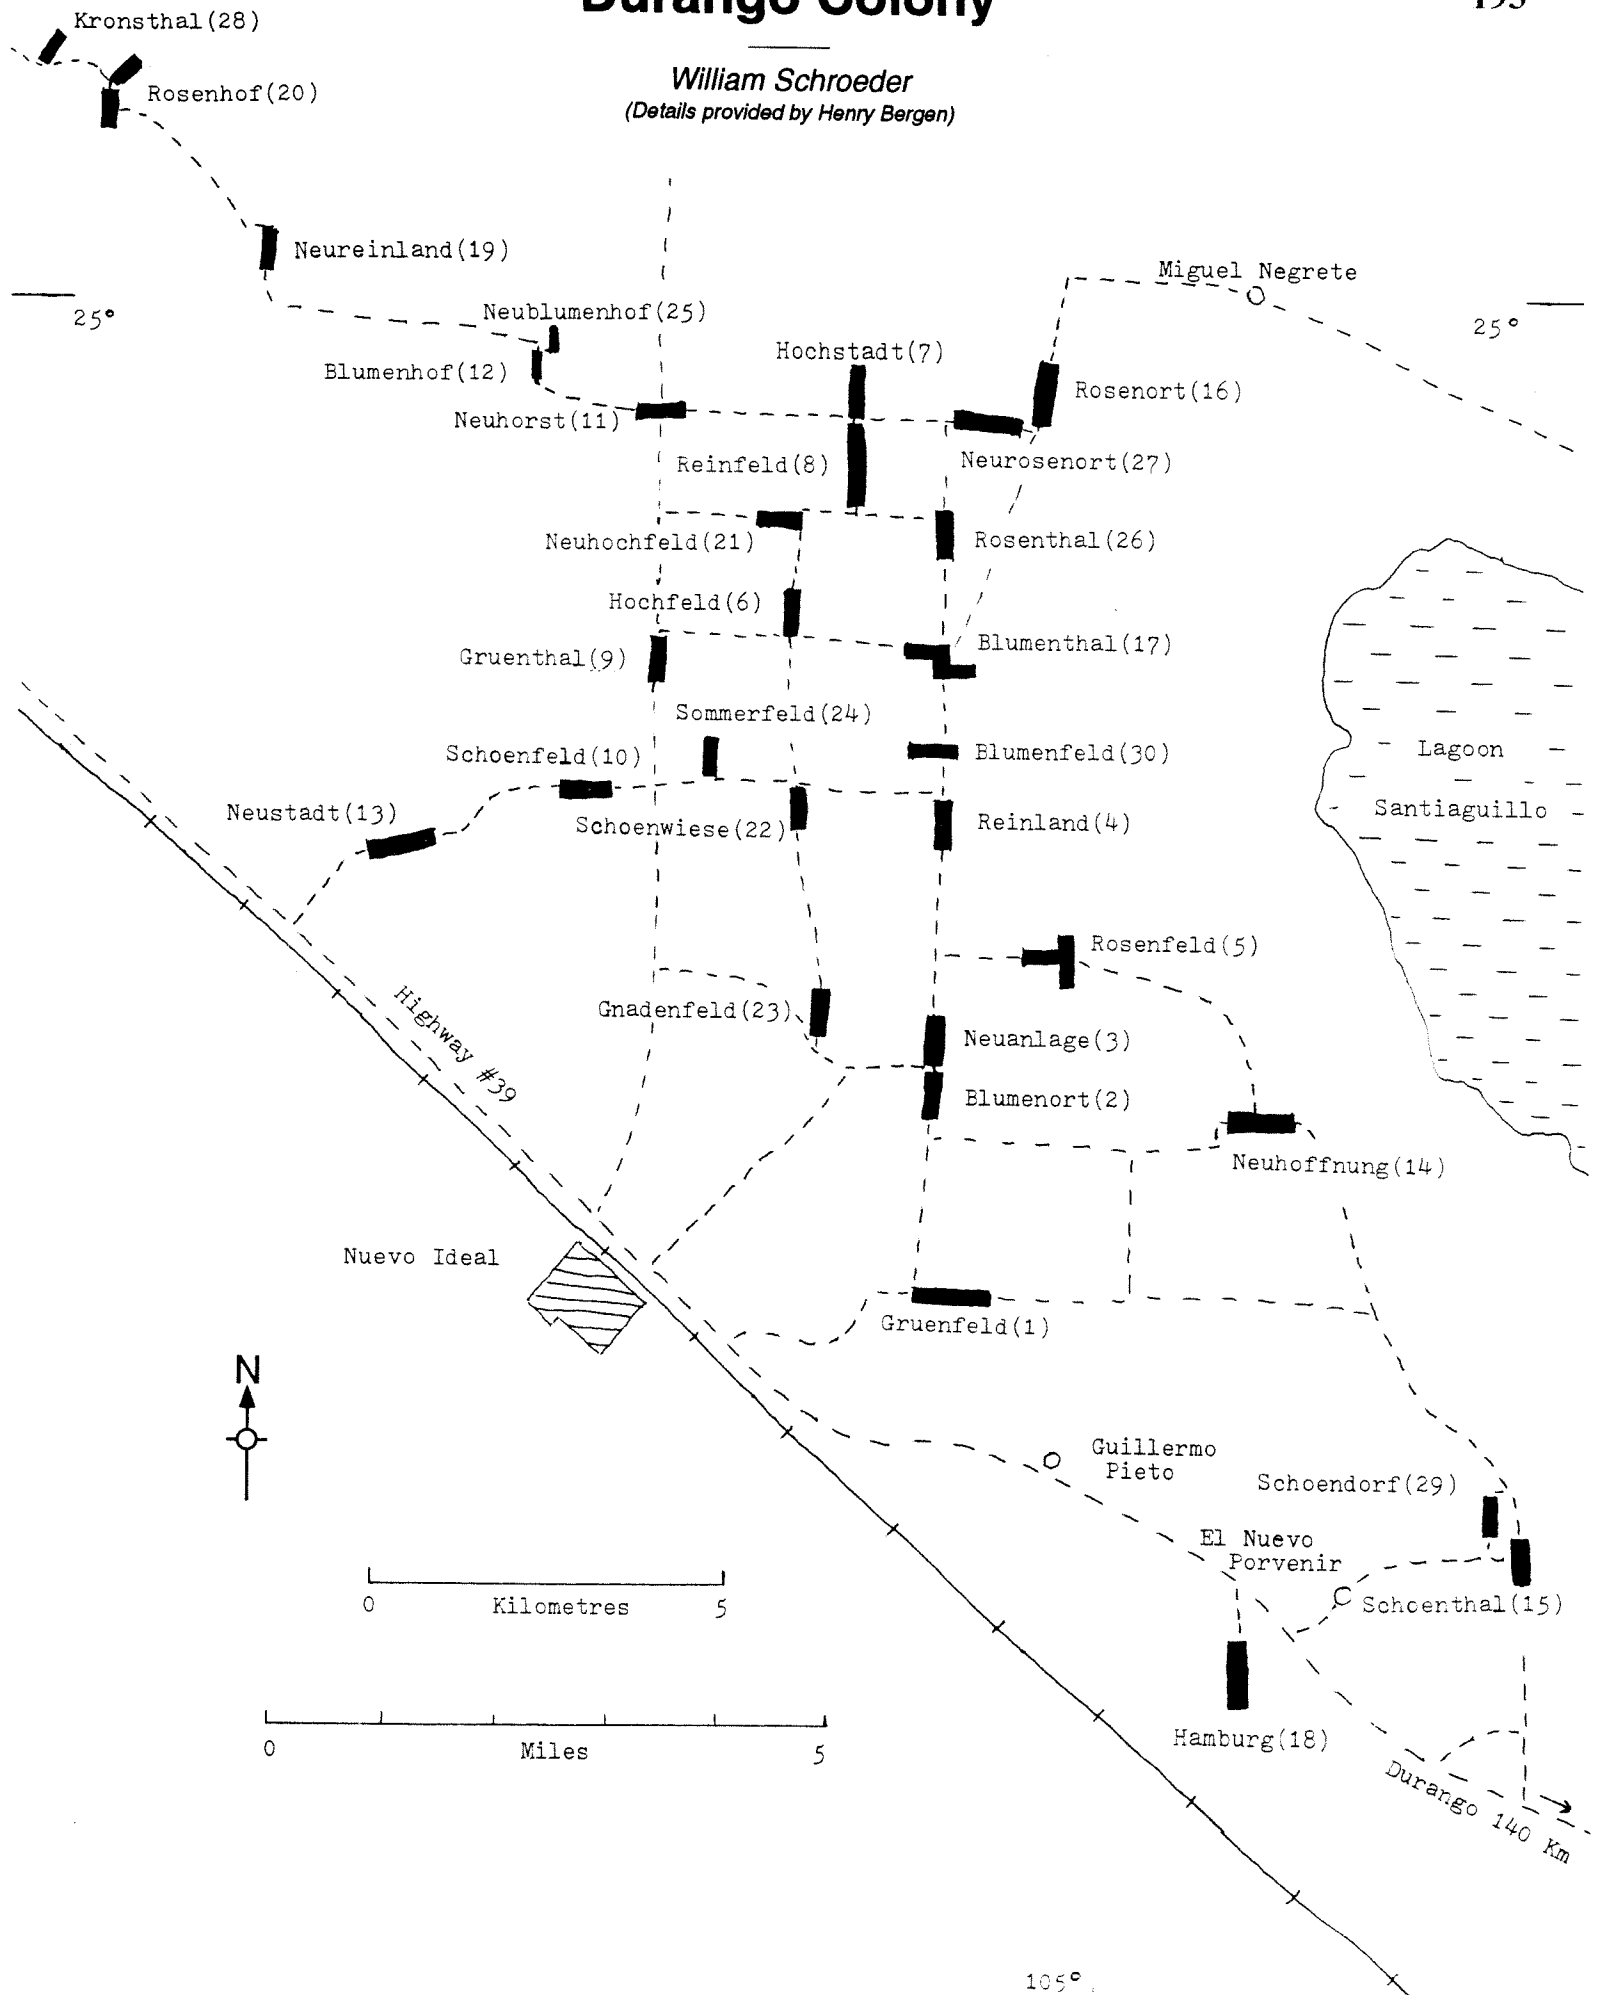 Durango Colony
193
William Schroeder
(Details provided by Henry Bergen)
Kronsthal(28)
Rosenhof(20)
Neureinland(19)
Miguel Negrete
25°
Neublumenhof(25)
25°
Hochstadt(7)
Blumenhof(12)
Rosenort(16)
Neuhorst(11)
Reinfeld(8)
Neurosenort(27)
Neuhochfeld(21)
Rosenthal(26)
Hochfeld(6)
Gruenthal(9)
Blumenthal(17)
Sommerfeld(24)
Schoenfeld(10)
Blumenfeld(30)
Lagoon
Santiaguillo
Neustadt(13)
Schoenwiese(22)
Reinland(4)
Rosenfeld(5)
Highway #39
Gnadenfeld(23)
Neuanlage(3)
Blumenort(2)
Neuhoffnung(14)
Nuevo Ideal
Gruenfeld(1)
N
Guillermo
Pieto
Schoendorf(29)
El Nuevo
Porvenir
Schoenthal(15)
0 Kilometres 5
Hamburg(18)
0 Miles 5
Durango 140 Km
105°